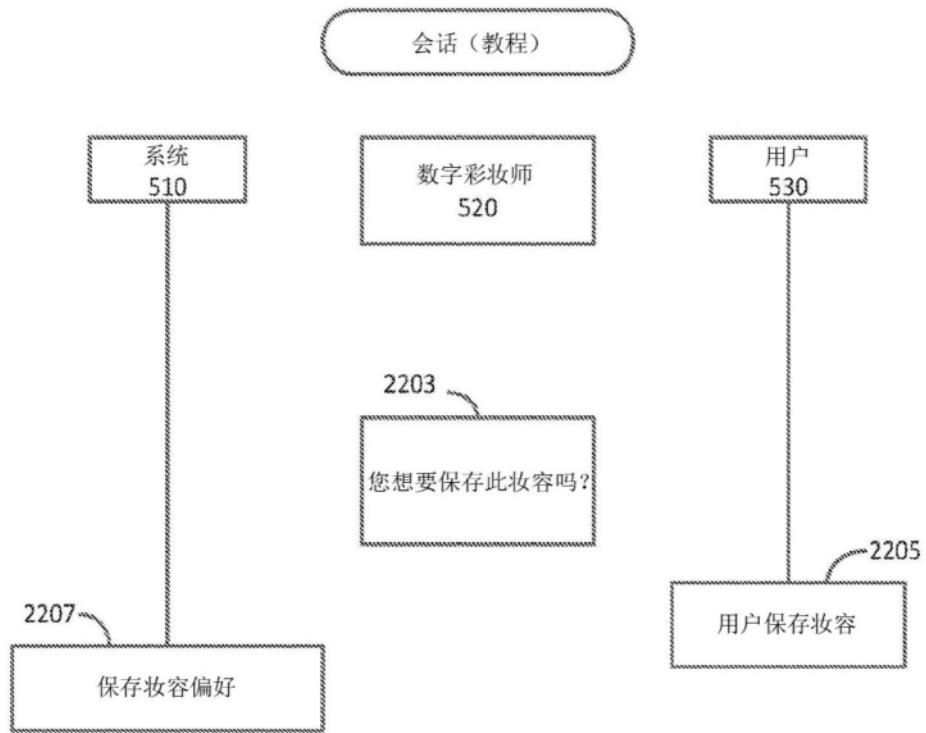 会话（教程）
系统
510
数字彩妆师
520
用户
530
2203
您想要保存此妆容吗?
2205
用户保存妆容
2207
保存妆容偏好